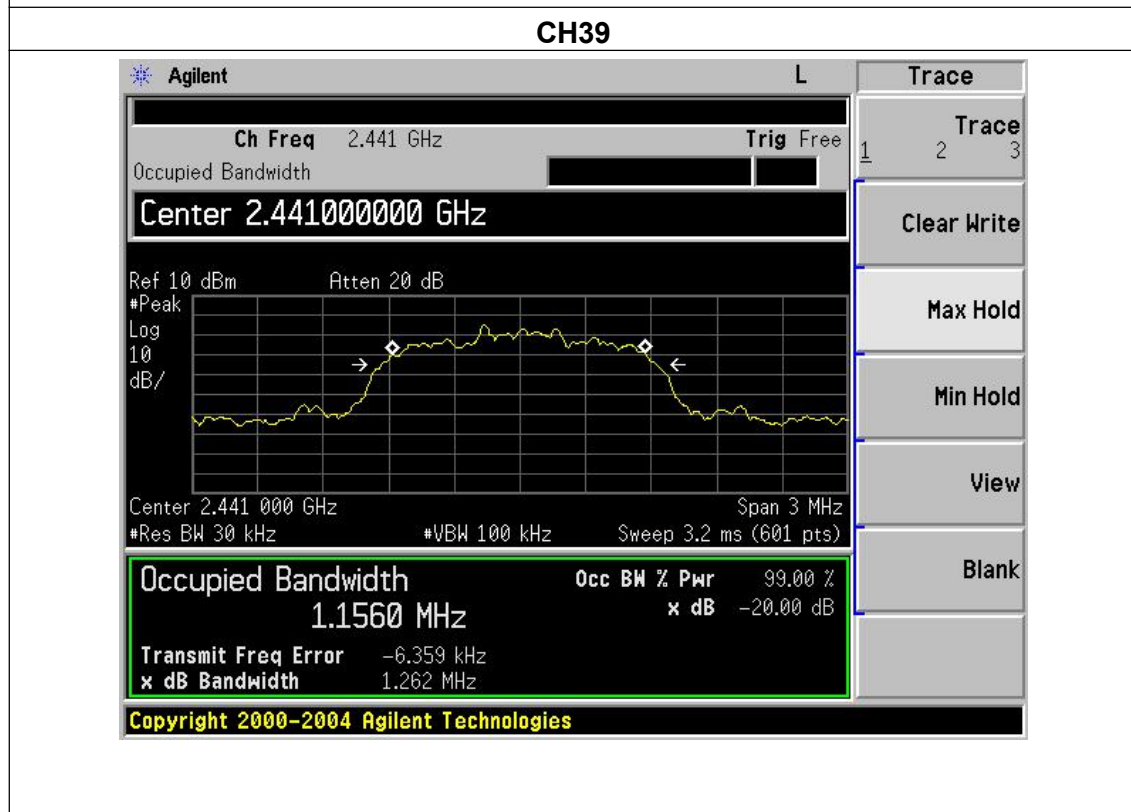 CH39
Agilent L Trace
Ch Freq 2.441 GHz Trig Free
Occupied Bandwidth
Trace
1 2 3
Center 2.441000000 GHz
Clear Write
Ref 10 dBm Atten 20 dB
#Peak
Log
10
dB/
Max Hold
Min Hold
View
Center 2.441 000 GHz Span 3 MHz
#Res BW 30 kHz #VBW 100 kHz Sweep 3.2 ms (601 pts)
Blank
Occupied Bandwidth Occ BW % Pwr 99.00 %
1.1560 MHz x dB -20.00 dB
Transmit Freq Error -6.359 kHz
x dB Bandwidth 1.262 MHz
Copyright 2000-2004 Agilent Technologies